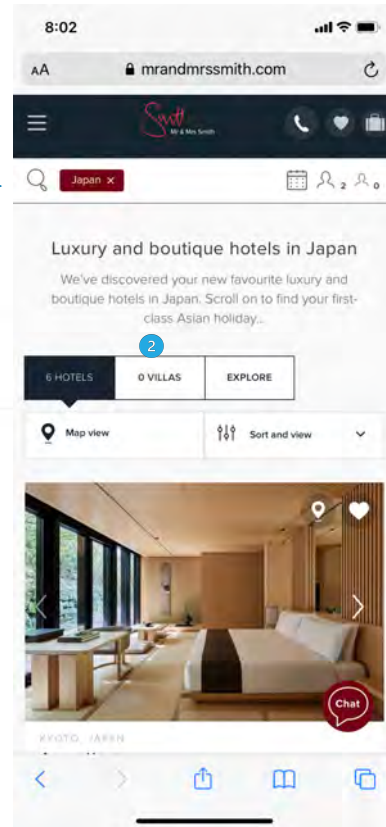 8:02
AA mrandmrssmith.com
Smith
Mr & Mrs Smith
Japan x
2 0
Luxury and boutique hotels in Japan
We've discovered your new favourite luxury and
boutique hotels in Japan. Scroll on to find your first-
class Asian holiday...
2
6 HOTELS 0 VILLAS EXPLORE
Map view Sort and view
Chat
KYOTO, JAPAN